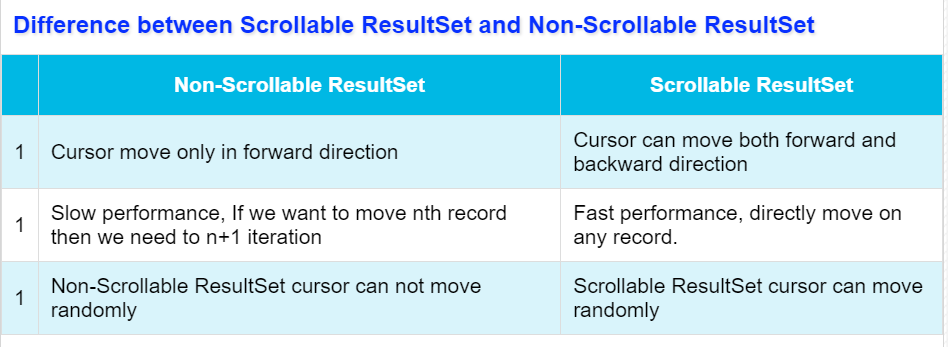 Difference between Scrollable ResultSet and Non-Scrollable ResultSet
Non-Scrollable ResultSet
Scrollable ResultSet
1
Cursor move only in forward direction
Cursor can move both forward and
backward direction
1
Slow performance, If we want to move nth record
then we need to n+1 iteration
Fast performance, directly move on
any record.
1
Non-Scrollable ResultSet cursor can not move
randomly
Scrollable ResultSet cursor can move
randomly